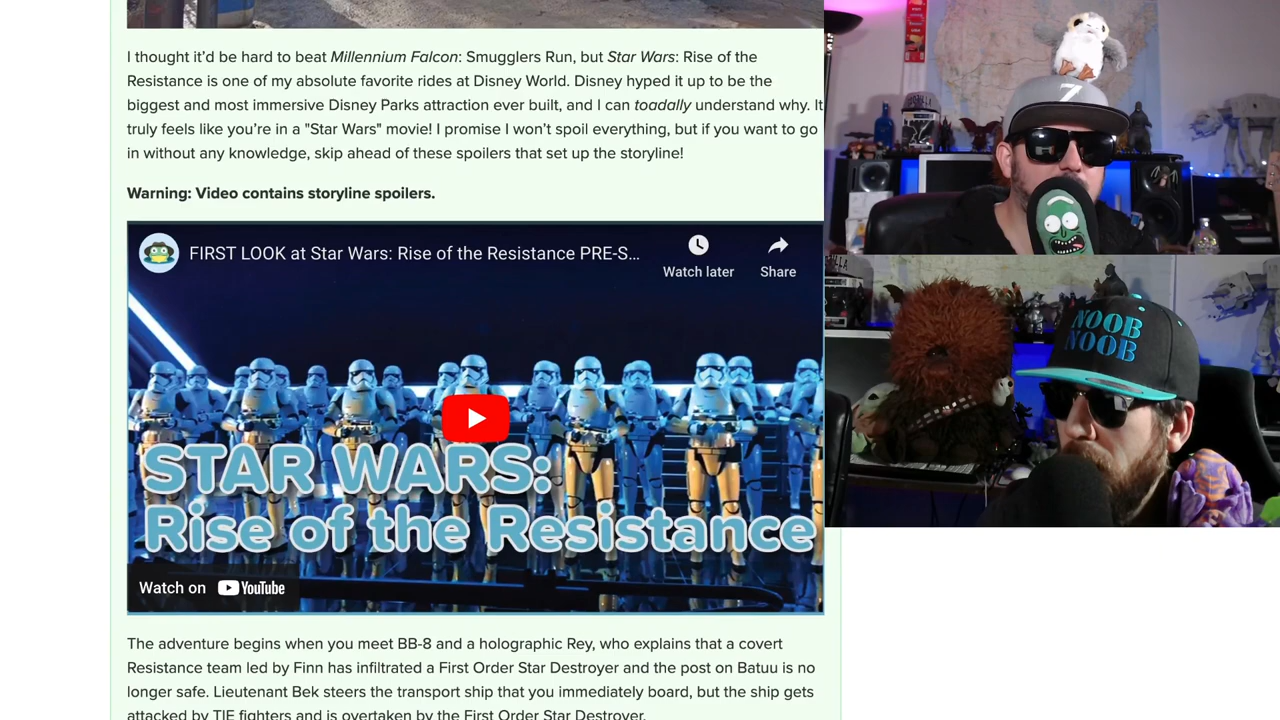 I thought it’d be hard to beat Millennium Falcon: Smugglers Run, but Star Wars: Rise of the
Resistance is one of my absolute favorite rides at Disney World. Disney hyped it up to be the
biggest and most immersive Disney Parks attraction ever built, and I can toadally understand why. It
truly feels like you’re in a "Star Wars" movie! I promise I won’t spoil everything, but if you want to go
in without any knowledge, skip ahead of these spoilers that set up the storyline!
Warning: Video contains storyline spoilers.
FIRST LOOK at Star Wars: Rise of the Resistance PRE-S...
Watch later
Share
STAR WARS:
Rise of the Resistance
Watch on YouTube
The adventure begins when you meet BB-8 and a holographic Rey, who explains that a covert
Resistance team led by Finn has infiltrated a First Order Star Destroyer and the post on Batuu is no
longer safe. Lieutenant Bek steers the transport ship that you immediately board, but the ship gets
attacked by TIE fighters and is overtaken by the First Order Star Destroyer.
7
NOOB
NOOB